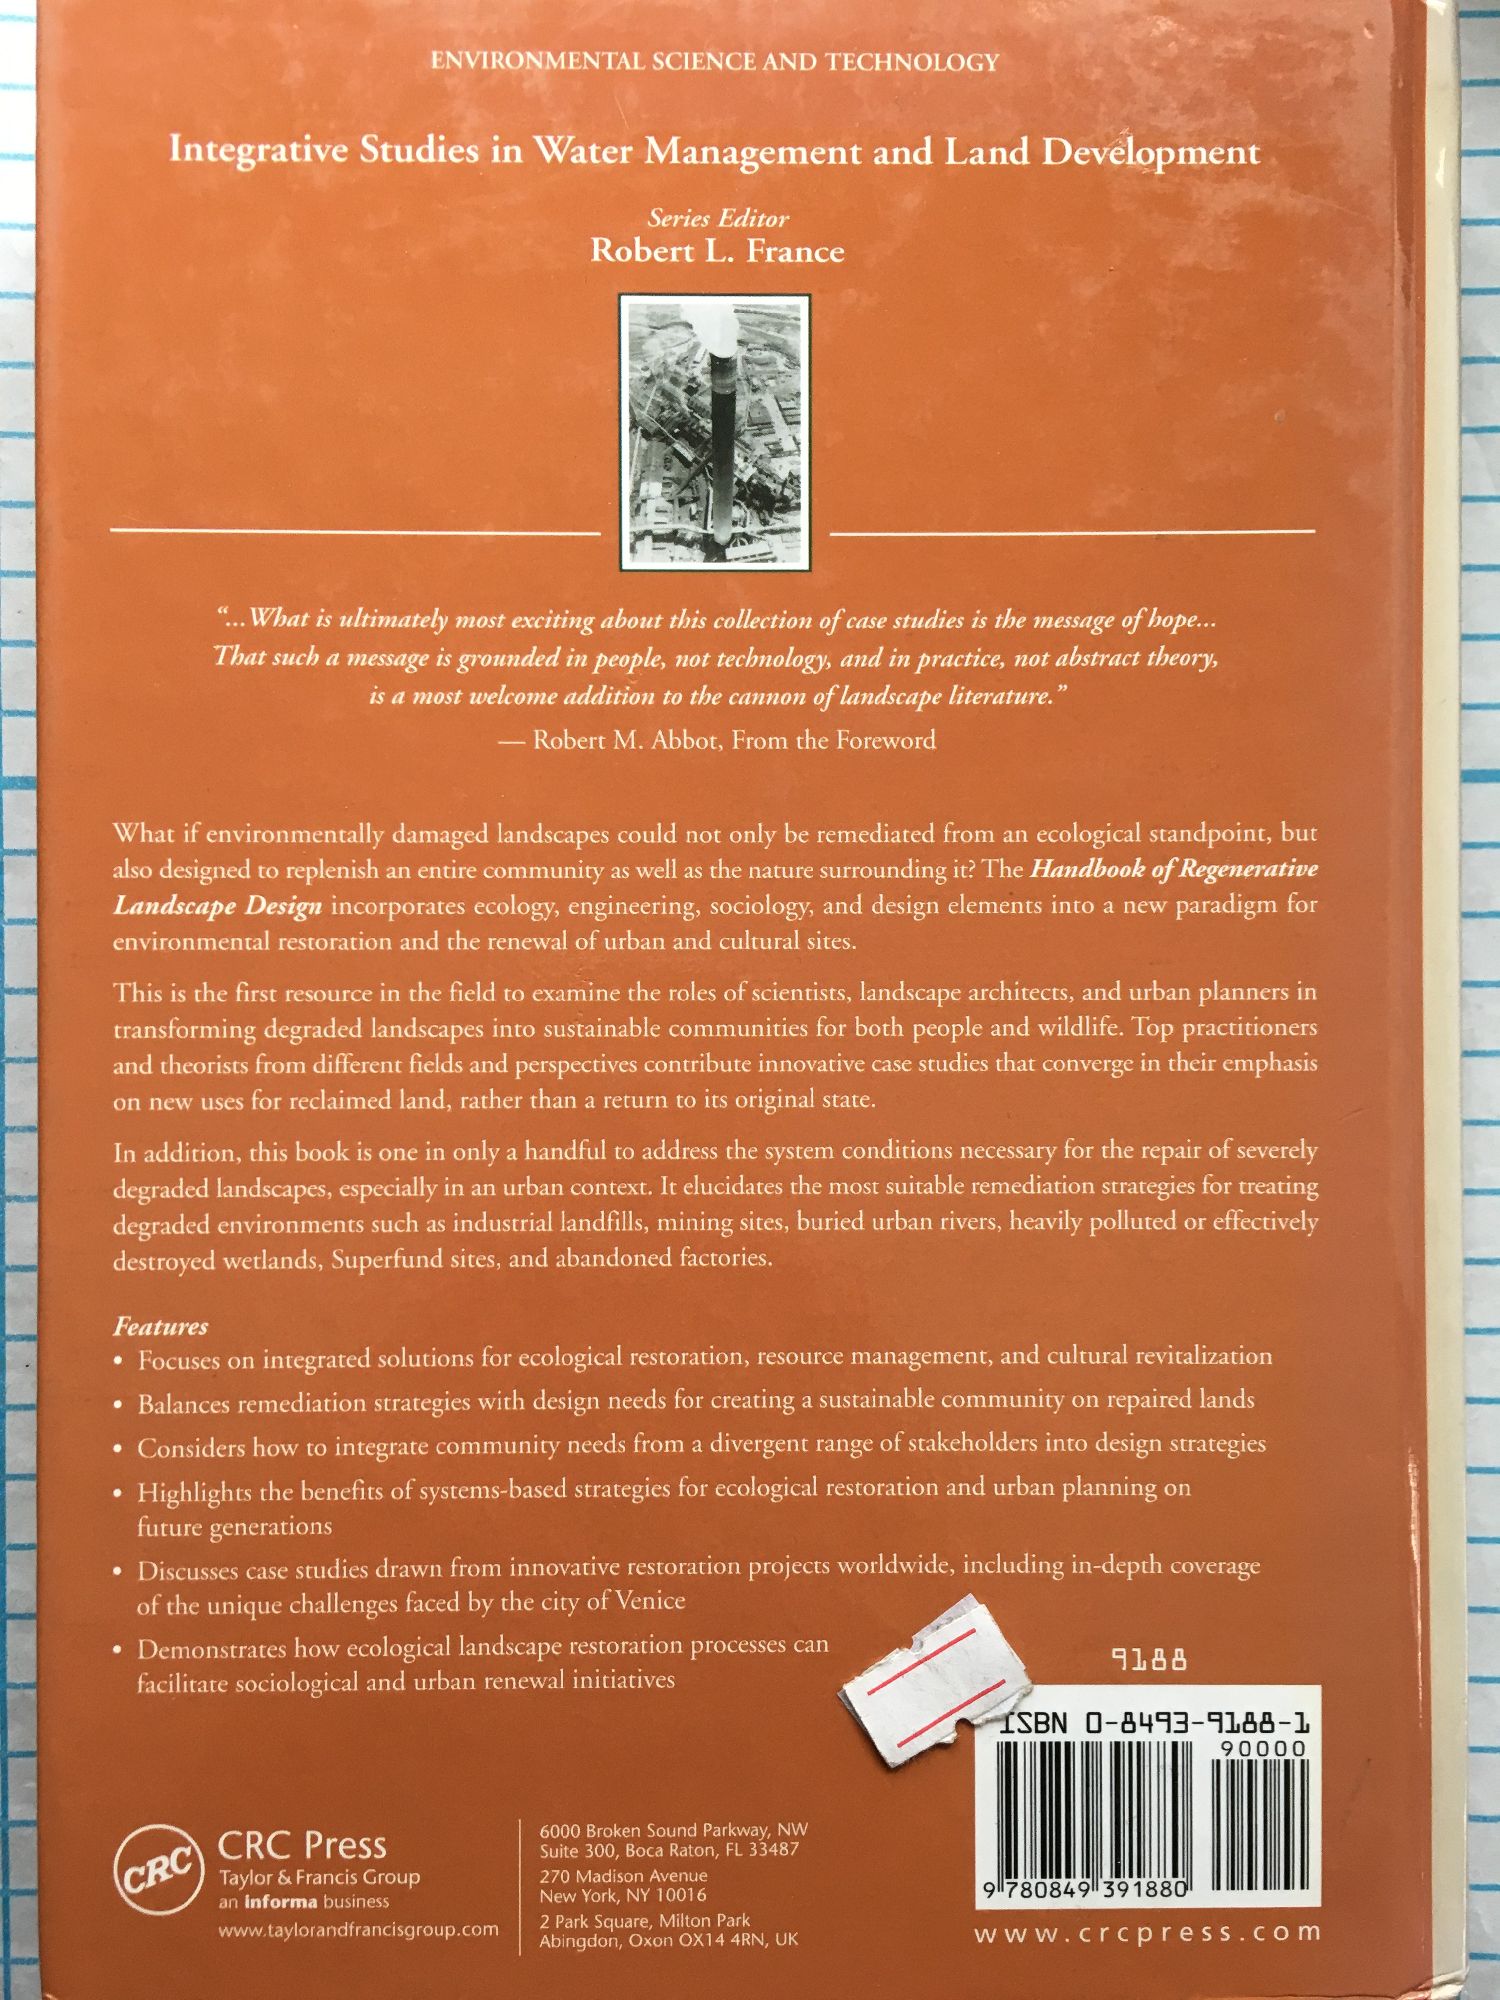 ENVIRONMENTAL SCIENCE AND TECHNOLOGY
Integrative Studies in Water Management and Land Development
Series Editor
Robert L. France
“...What is ultimately most exciting about this collection of case studies is the message of hope...
That such a message is grounded in people, not technology, and in practice, not abstract theory,
is a most welcome addition to the cannon of landscape literature.”
— Robert M. Abbot, From the Foreword
What if environmentally damaged landscapes could not only be remediated from an ecological standpoint, but
also designed to replenish an entire community as well as the nature surrounding it? The Handbook of Regenerative
Landscape Design incorporates ecology, engineering, sociology, and design elements into a new paradigm for
environmental restoration and the renewal of urban and cultural sites.
This is the first resource in the field to examine the roles of scientists, landscape architects, and urban planners in
transforming degraded landscapes into sustainable communities for both people and wildlife. Top practitioners
and theorists from different fields and perspectives contribute innovative case studies that converge in their emphasis
on new uses for reclaimed land, rather than a return to its original state.
In addition, this book is one in only a handful to address the system conditions necessary for the repair of severely
degraded landscapes, especially in an urban context. It elucidates the most suitable remediation strategies for treating
degraded environments such as industrial landfills, mining sites, buried urban rivers, heavily polluted or effectively
destroyed wetlands, Superfund sites, and abandoned factories.
Features
• Focuses on integrated solutions for ecological restoration, resource management, and cultural revitalization
• Balances remediation strategies with design needs for creating a sustainable community on repaired lands
• Considers how to integrate community needs from a divergent range of stakeholders into design strategies
• Highlights the benefits of systems-based strategies for ecological restoration and urban planning on
future generations
• Discusses case studies drawn from innovative restoration projects worldwide, including in-depth coverage
of the unique challenges faced by the city of Venice
• Demonstrates how ecological landscape restoration processes can
facilitate sociological and urban renewal initiatives
9188
ISBN 0-8493-9188-1
90000
9 780849 391880
www.crcpress.com
CRC
CRC Press
Taylor & Francis Group
an informa business
www.taylorandfrancisgroup.com
6000 Broken Sound Parkway, NW
Suite 300, Boca Raton, FL 33487
270 Madison Avenue
New York, NY 10016
2 Park Square, Milton Park
Abingdon, Oxon OX14 4RN, UK